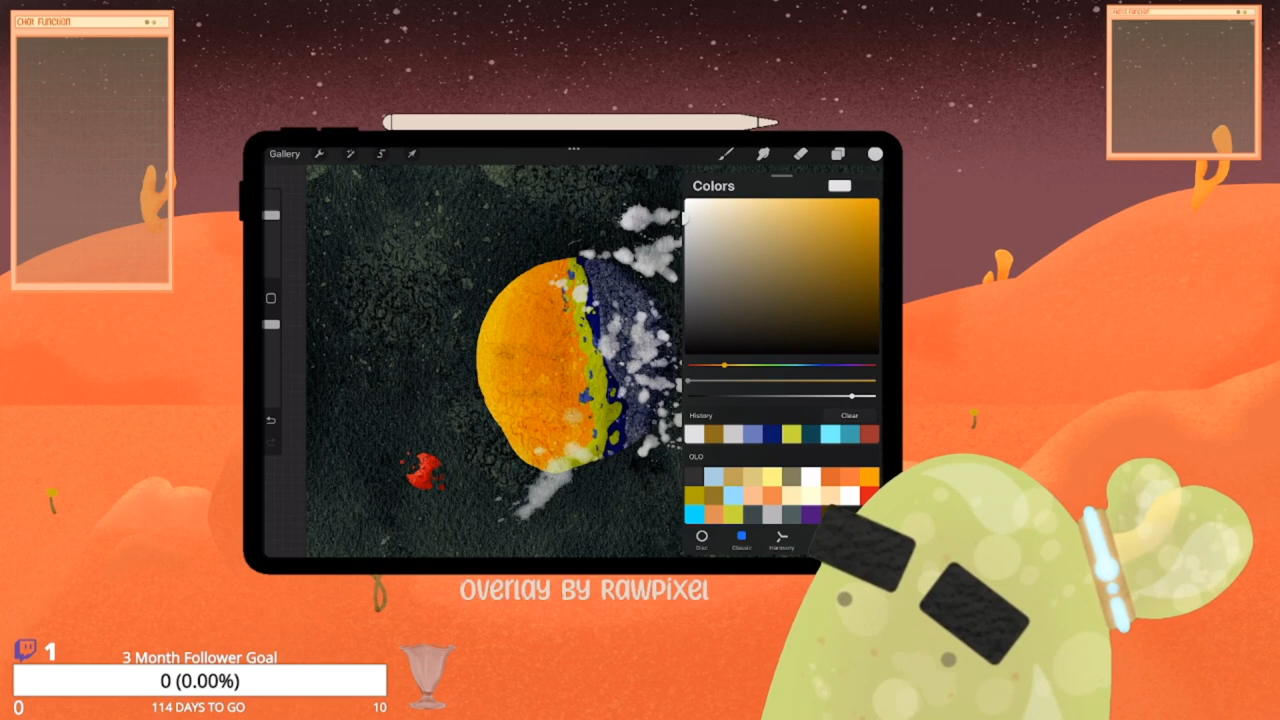 Chat Function
Gallery
Colors
History
Clear
OLO
Disc
Classic
Harmony
Overlay by Rawpixel
1
3 Month Follower Goal
0 (0.00%)
0
114 DAYS TO GO
10